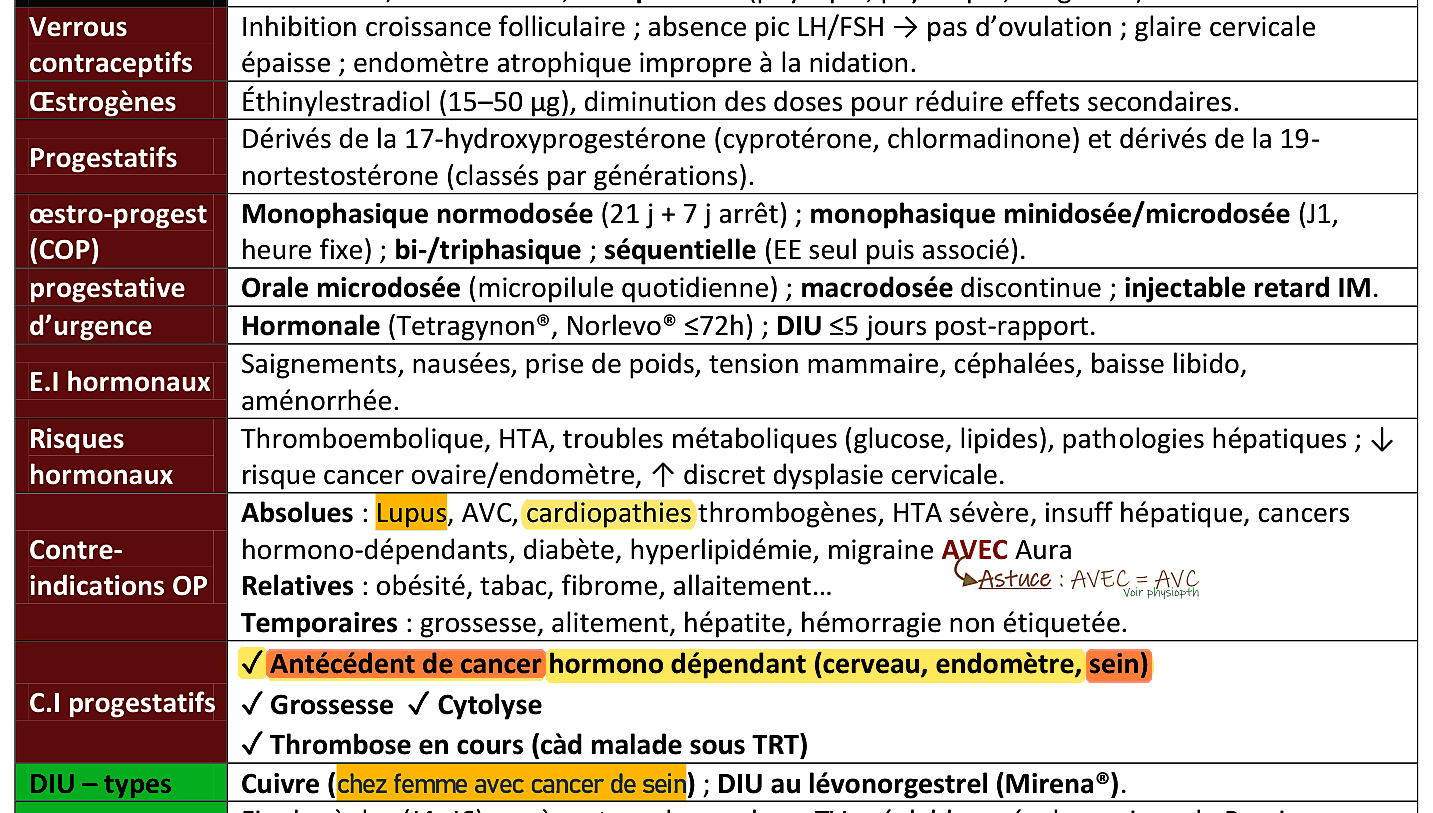 Verrous contraceptifs
Inhibition croissance folliculaire ; absence pic LH/FSH → pas d’ovulation ; glaire cervicale
épaisse ; endomètre atrophique impropre à la nidation.
Œstrogènes
Éthinylestradiol (15–50 µg), diminution des doses pour réduire effets secondaires.
Progestatifs
Dérivés de la 17-hydroxyprogestérone (cyprotérone, chlormadinone) et dérivés de la 19-
nortestostérone (classés par générations).
œstro-progest
(COP)
Monophasique normodosée (21 j + 7 j arrêt) ; monophasique minidosée/microdosée (J1,
heure fixe) ; bi-/triphasique ; séquentielle (EE seul puis associé).
progestative
Orale microdosée (micropilule quotidienne) ; macrodosée discontinue ; injectable retard IM.
d’urgence
Hormonale (Tetragynon®, Norlevo® ≤72h) ; DIU ≤5 jours post-rapport.
E.I hormonaux
Saignements, nausées, prise de poids, tension mammaire, céphalées, baisse libido,
aménorrhée.
Risques
hormonaux
Thromboembolique, HTA, troubles métaboliques (glucose, lipides), pathologies hépatiques ; ↓
risque cancer ovaire/endomètre, ↑ discret dysplasie cervicale.
Contre-
indications OP
Absolues : Lupus, AVC, cardiopathies thrombogènes, HTA sévère, insuff hépatique, cancers
hormono-dépendants, diabète, hyperlipidémie, migraine AVEC Aura
Astuce : AVEC = AVC
Voir physiopth
Relatives : obésité, tabac, fibrome, allaitement…
Temporaires : grossesse, alitement, hépatite, hémorragie non étiquetée.
C.I progestatifs
✓ Antécédent de cancer hormono dépendant (cerveau, endomètre, sein)
✓ Grossesse ✓ Cytolyse
✓ Thrombose en cours (càd malade sous TRT)
DIU – types
Cuivre (chez femme avec cancer de sein) ; DIU au lévonorgestrel (Mirena®).